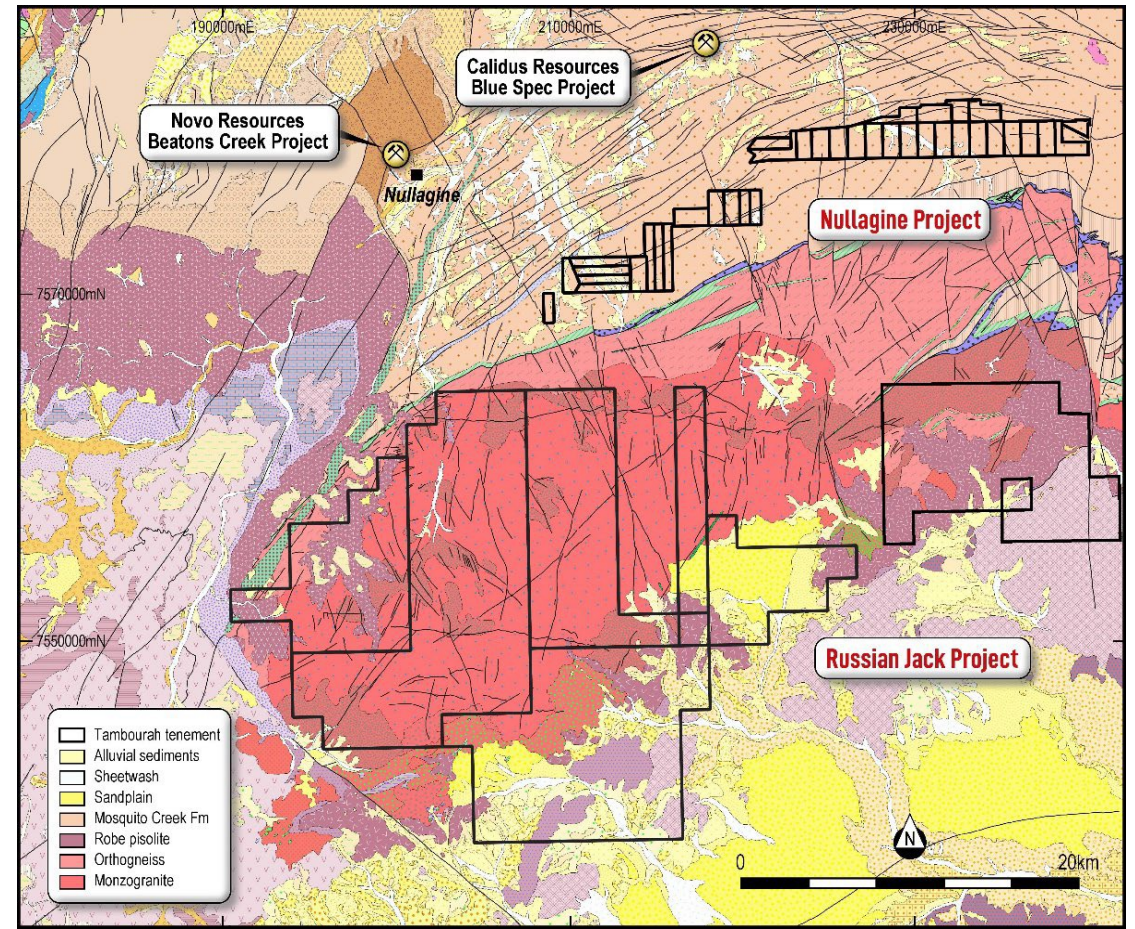 190000mE
210000mE
230000mE
Calidus Resources
Blue Spec Project
Novo Resources
Beatons Creek Project
Nullagine
Nullagine Project
7570000mN
7550000mN
Russian Jack Project
Tambourah tenement
Alluvial sediments
Sheetwash
Sandplain
Mosquito Creek Fm
Robe pisolite
Orthogneiss
Monzogranite
N
0
20km